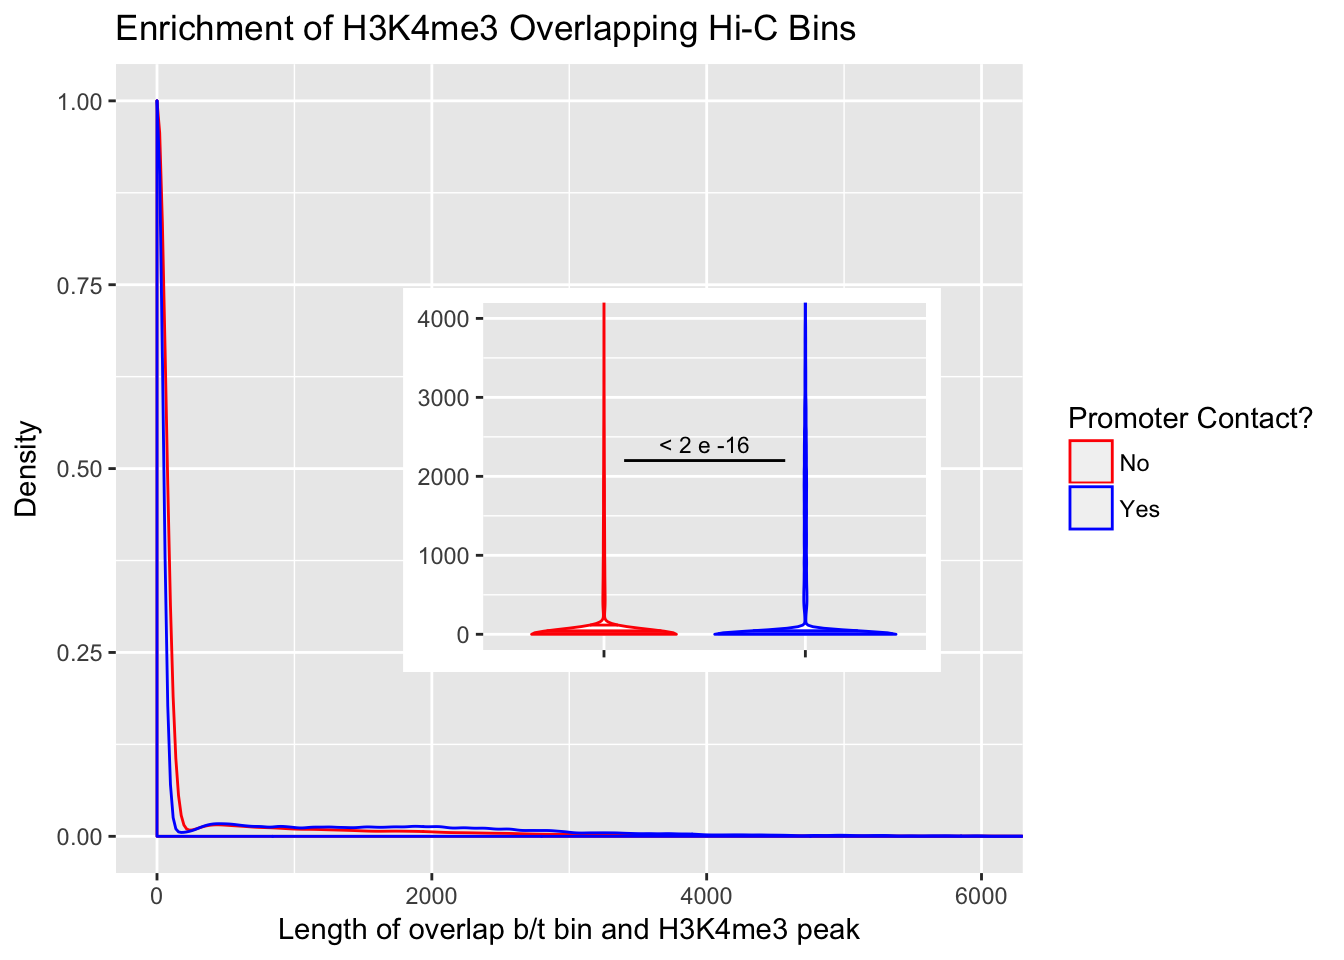 Enrichment of H3K4me3 Overlapping Hi-C Bins
1.00
0.75
0.50
0.25
0.00
Density
4000
3000
2000
1000
0
< 2 e -16
Promoter Contact?
No
Yes
0 2000 4000 6000
Length of overlap b/t bin and H3K4me3 peak